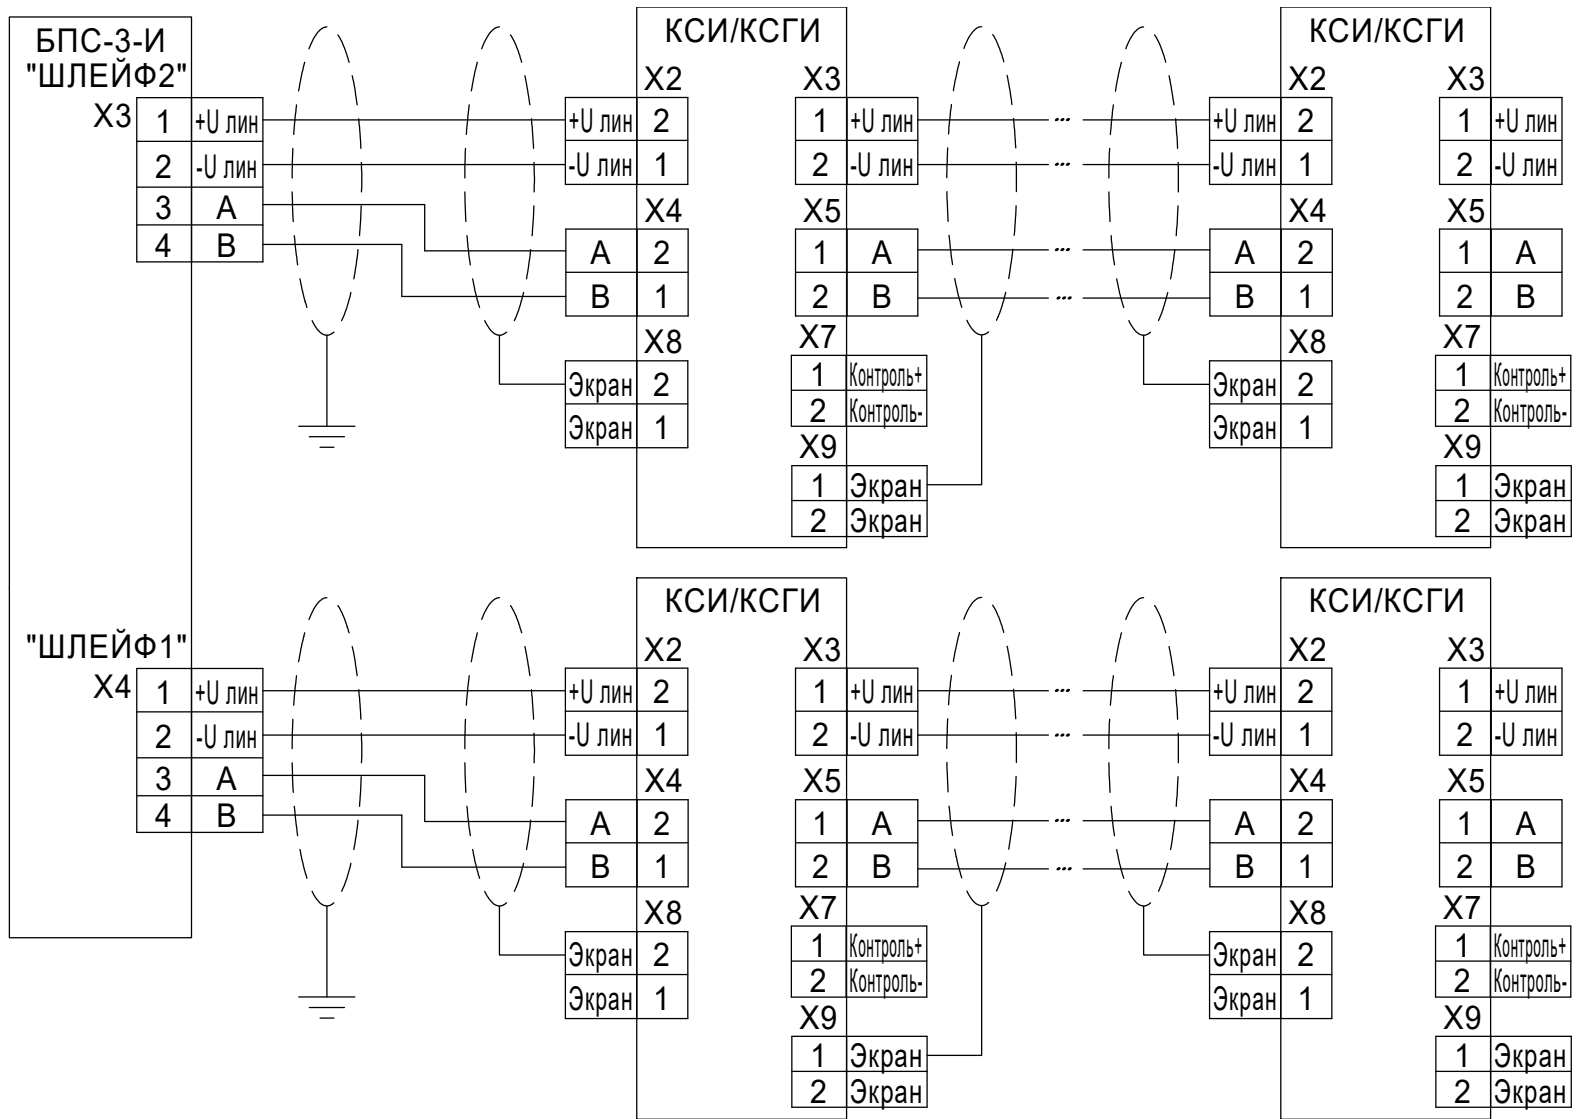 БПС-3-И
"ШЛЕЙФ2"
X3
1 +U лин
2 -U лин
3 A
4 B
КСИ/КСГИ
X2
+U лин 2
-U лин 1
X4
A 2
B 1
X8
Экран 2
Экран 1
X3
1 +U лин
2 -U лин
X5
1 A
2 B
X7
1 Контроль+
2 Контроль-
X9
1 Экран
2 Экран
...
...
...
...
КСИ/КСГИ
X2
+U лин 2
-U лин 1
X4
A 2
B 1
X8
Экран 2
Экран 1
X3
1 +U лин
2 -U лин
X5
1 A
2 B
X7
1 Контроль+
2 Контроль-
X9
1 Экран
2 Экран
"ШЛЕЙФ1"
X4
1 +U лин
2 -U лин
3 A
4 B
КСИ/КСГИ
X2
+U лин 2
-U лин 1
X4
A 2
B 1
X8
Экран 2
Экран 1
X3
1 +U лин
2 -U лин
X5
1 A
2 B
X7
1 Контроль+
2 Контроль-
X9
1 Экран
2 Экран
...
...
...
...
КСИ/КСГИ
X2
+U лин 2
-U лин 1
X4
A 2
B 1
X8
Экран 2
Экран 1
X3
1 +U лин
2 -U лин
X5
1 A
2 B
X7
1 Контроль+
2 Контроль-
X9
1 Экран
2 Экран